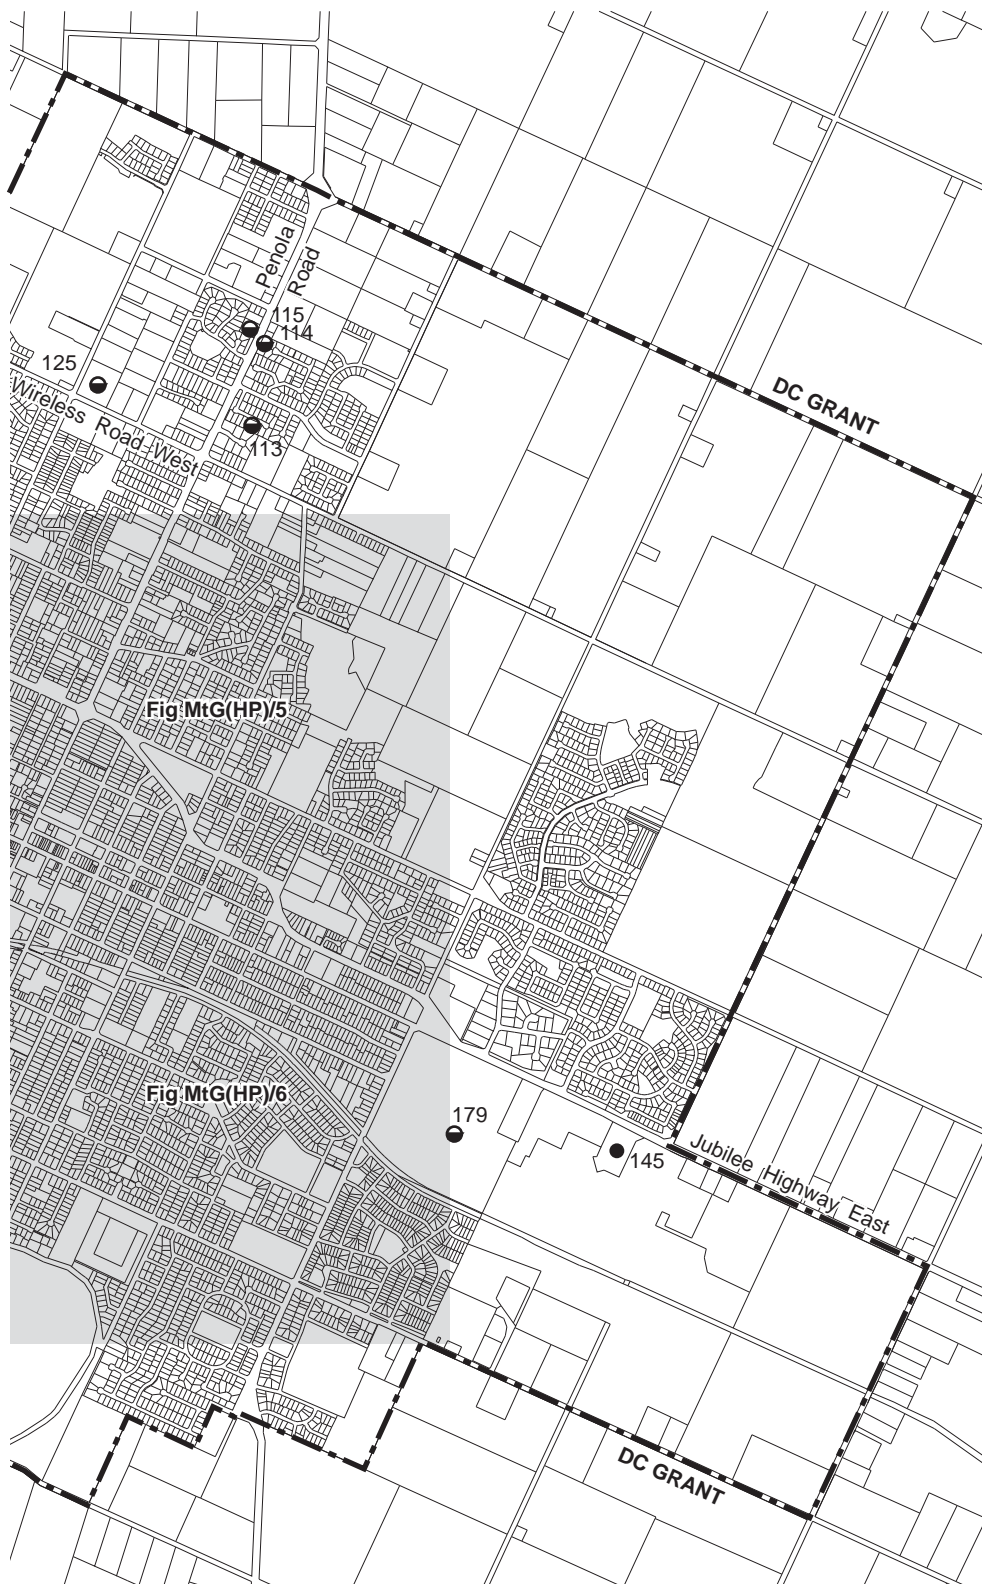 Penola
Road
115
114
125
Wireless Road West
113
DC GRANT
Fig MtG(HP)/5
Fig MtG(HP)/6
179
145
Jubilee Highway East
DC GRANT